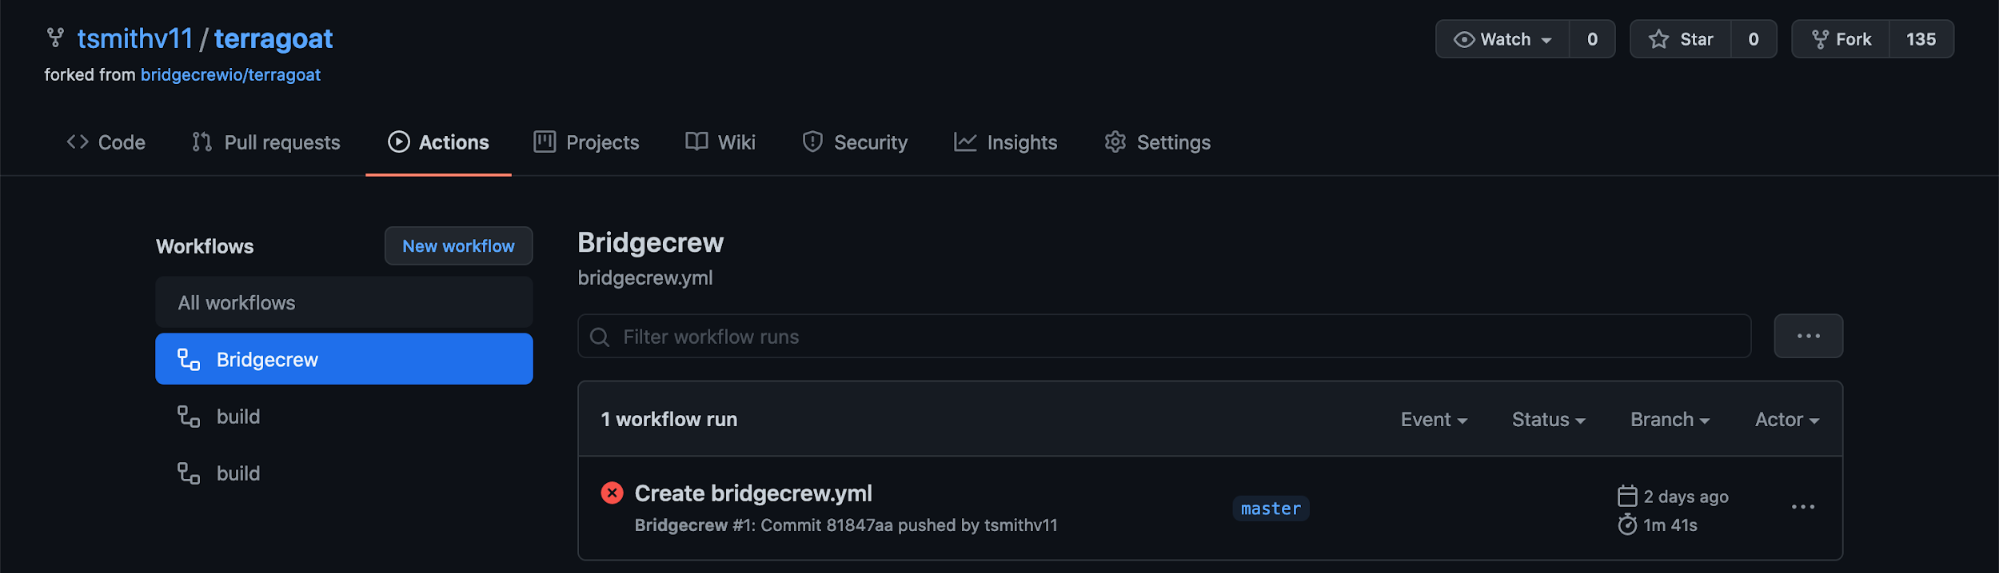 tsmithv11 / terragoat
Watch 0
Star 0
Fork 135
forked from bridgecrewio/terragoat
Code
Pull requests
Actions
Projects
Wiki
Security
Insights
Settings
Workflows
New workflow
All workflows
Bridgecrew
build
build
Bridgecrew
bridgecrew.yml
Filter workflow runs
1 workflow run
Event
Status
Branch
Actor
Create bridgecrew.yml
Bridgecrew #1: Commit 81847aa pushed by tsmithv11
master
2 days ago
1m 41s